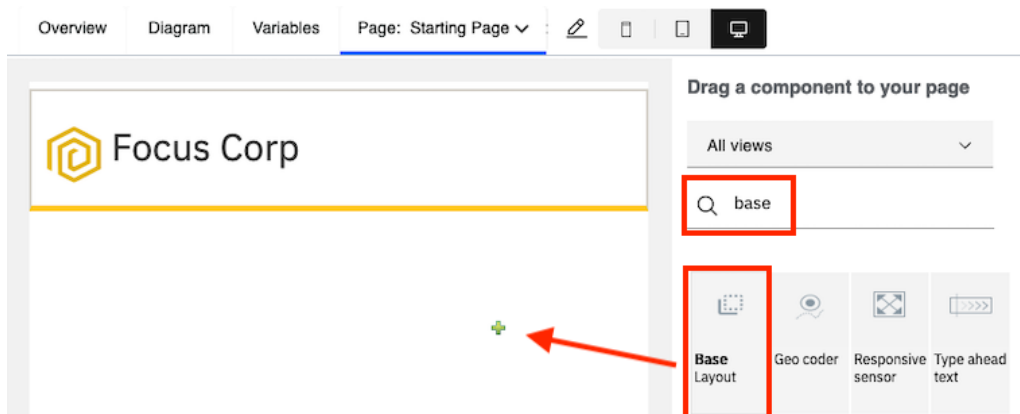 Overview Diagram Variables Page: Starting Page
Drag a component to your page
Focus Corp
All views
base
Base Layout
Geo coder
Responsive sensor
Type ahead text